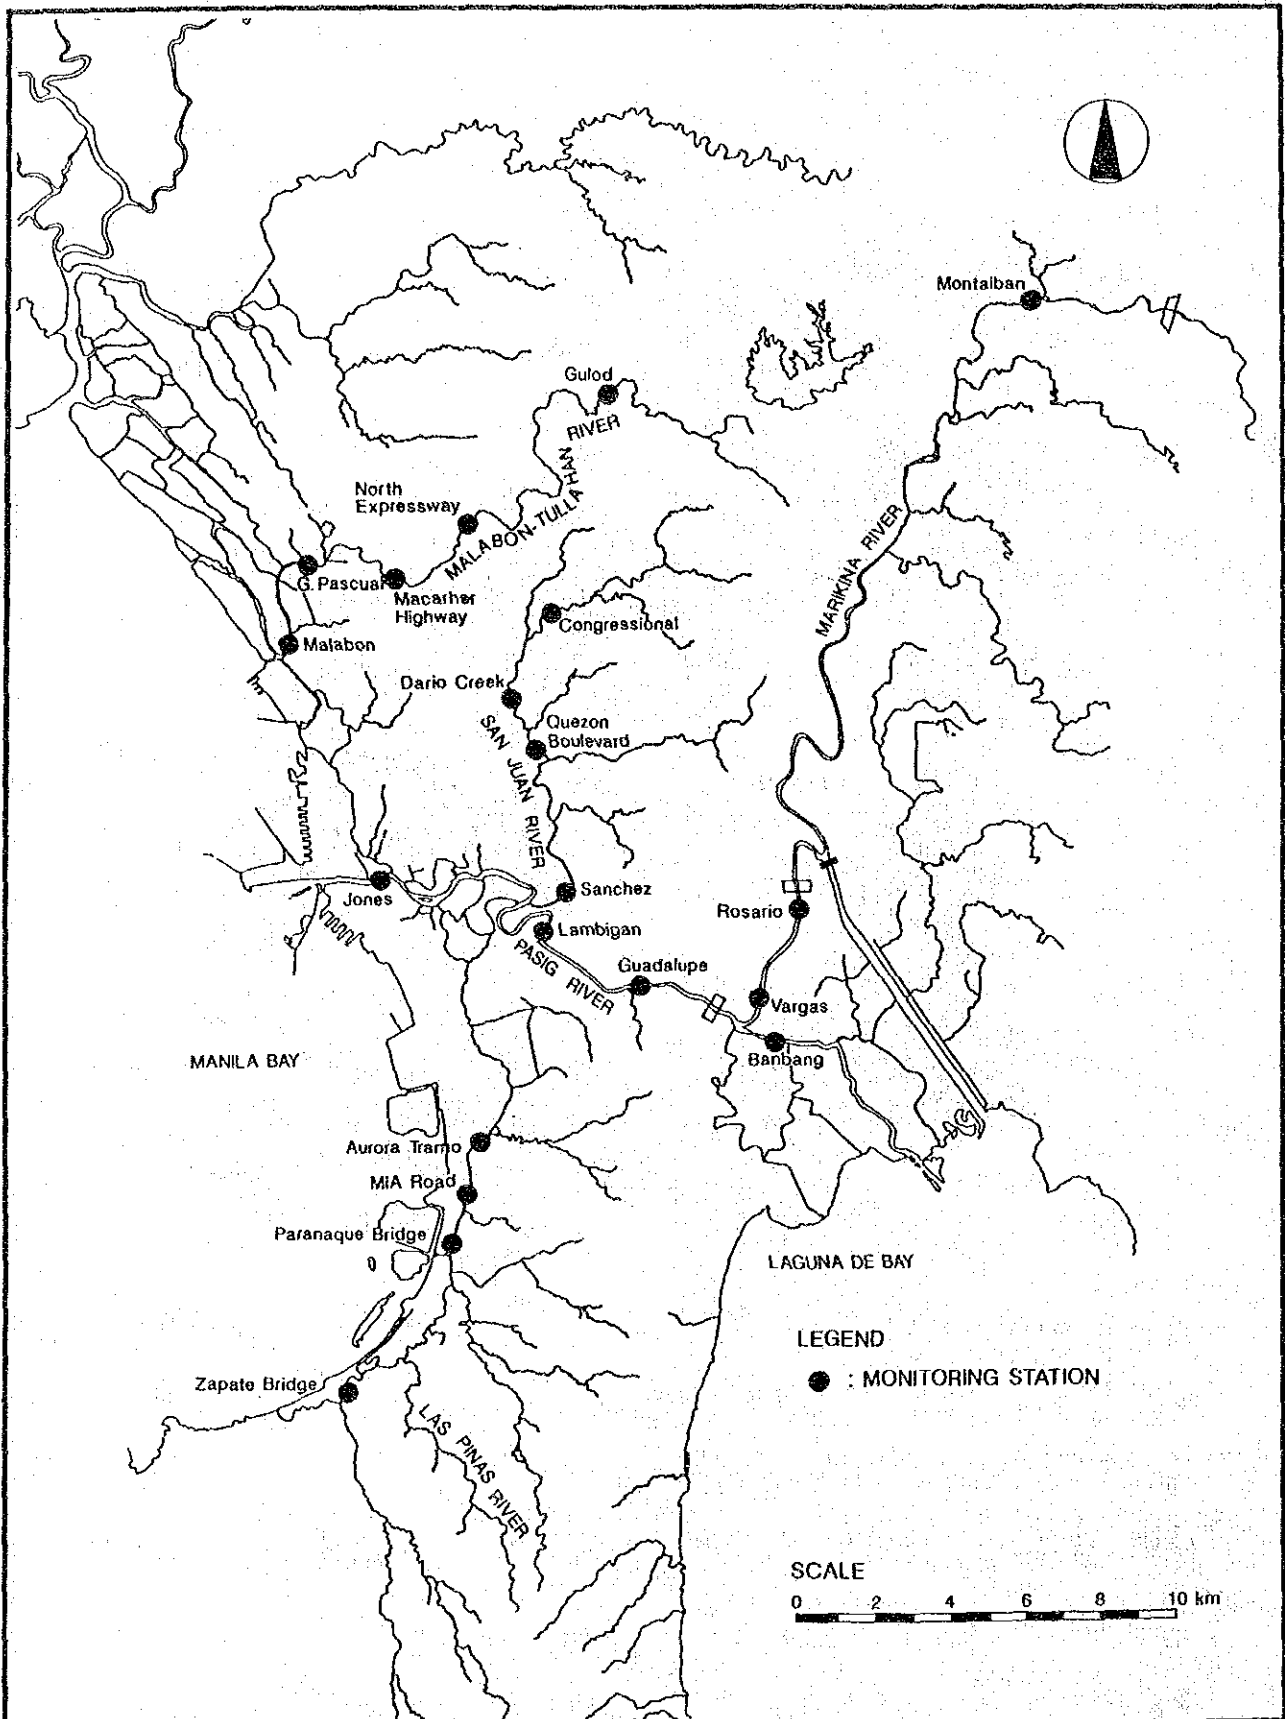 Montalban
Gulod
MALABON-TULLAHAN RIVER
North
Expressway
G. Pascual
Macarher
Highway
MARIKINA RIVER
Congressional
Malabon
Dario Creek
Quezon
Boulevard
SAN JUAN RIVER
Jones
Sanchez
Rosario
Lambigan
PASIG RIVER
Guadalupe
Vargas
Banbang
MANILA BAY
Aurora Tramo
MIA Road
Paranaque Bridge
LAGUNA DE BAY
LEGEND
: MONITORING STATION
Zapate Bridge
LAS PINAS RIVER
SCALE
0 2 4 6 8 10 km